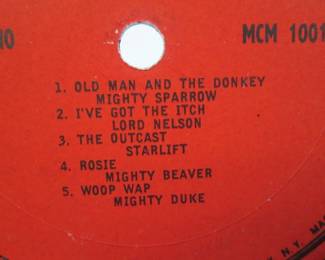 MCM 1001
1. OLD MAN AND THE DONKEY
MIGHTY SPARROW
2. I'VE GOT THE ITCH
LORD NELSON
3. THE OUTCAST
STARLIFT
4. ROSIE
MIGHTY BEAVER
5. WOOP WAP
MIGHTY DUKE
N.Y. MA